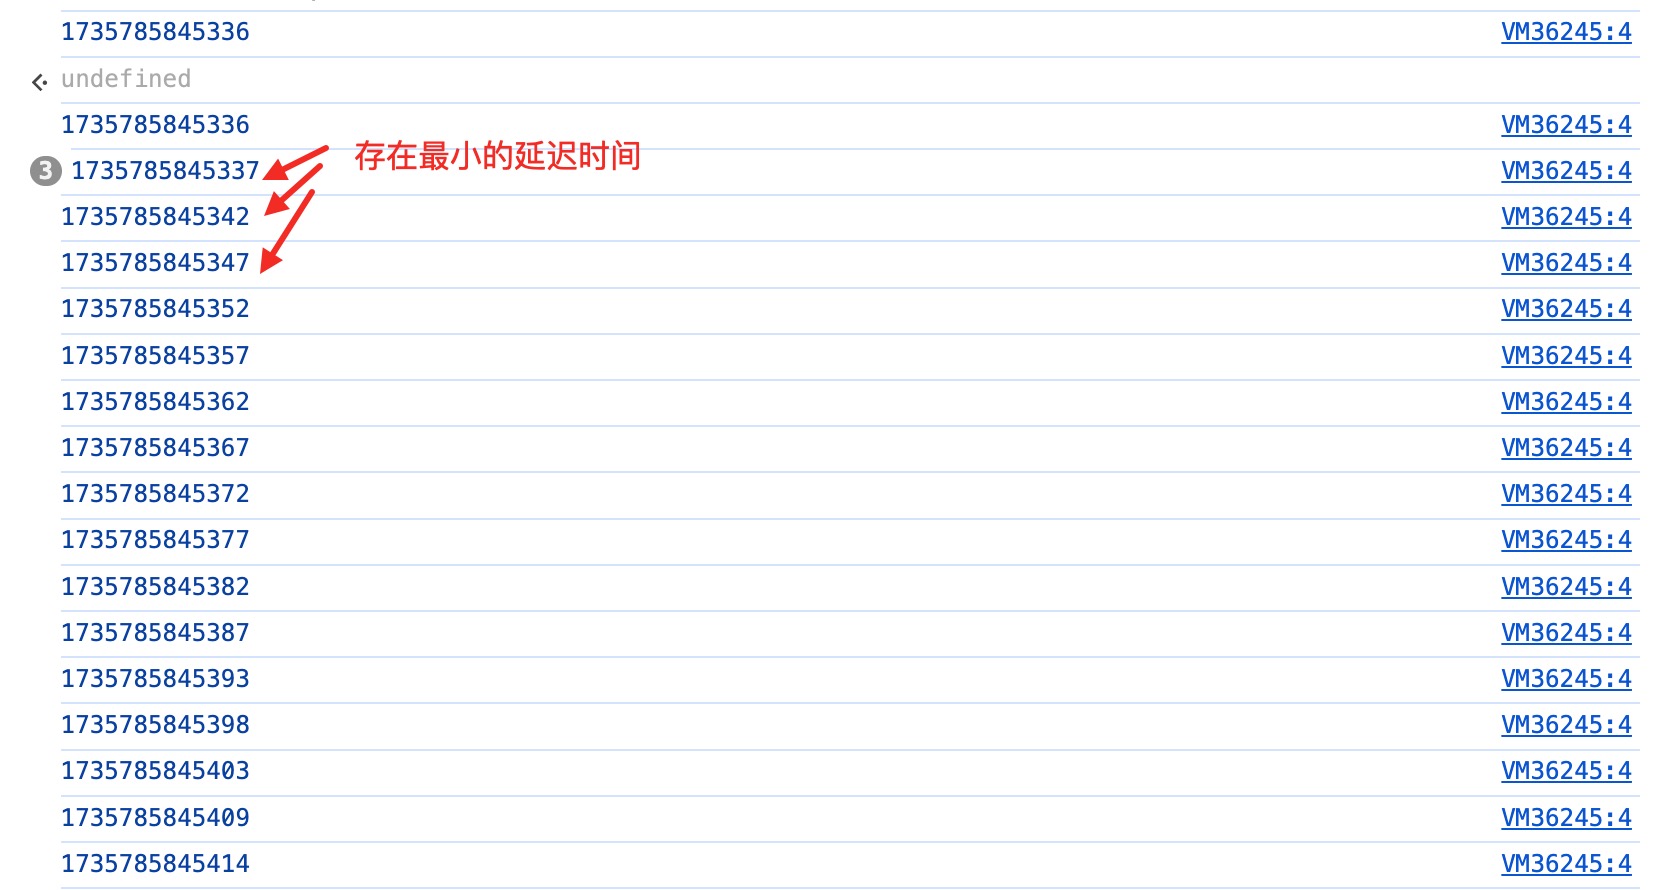 1735785845336 VM36245:4
undefined
1735785845336 VM36245:4
存在最小的延迟时间
3 1735785845337 VM36245:4
1735785845342 VM36245:4
1735785845347 VM36245:4
1735785845352 VM36245:4
1735785845357 VM36245:4
1735785845362 VM36245:4
1735785845367 VM36245:4
1735785845372 VM36245:4
1735785845377 VM36245:4
1735785845382 VM36245:4
1735785845387 VM36245:4
1735785845393 VM36245:4
1735785845398 VM36245:4
1735785845403 VM36245:4
1735785845409 VM36245:4
1735785845414 VM36245:4